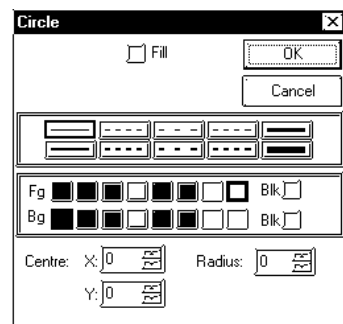 Circle
Fill
OK
Cancel
Fg Blk
Bg Blk
Centre: X: 0 Radius: 0
Y: 0